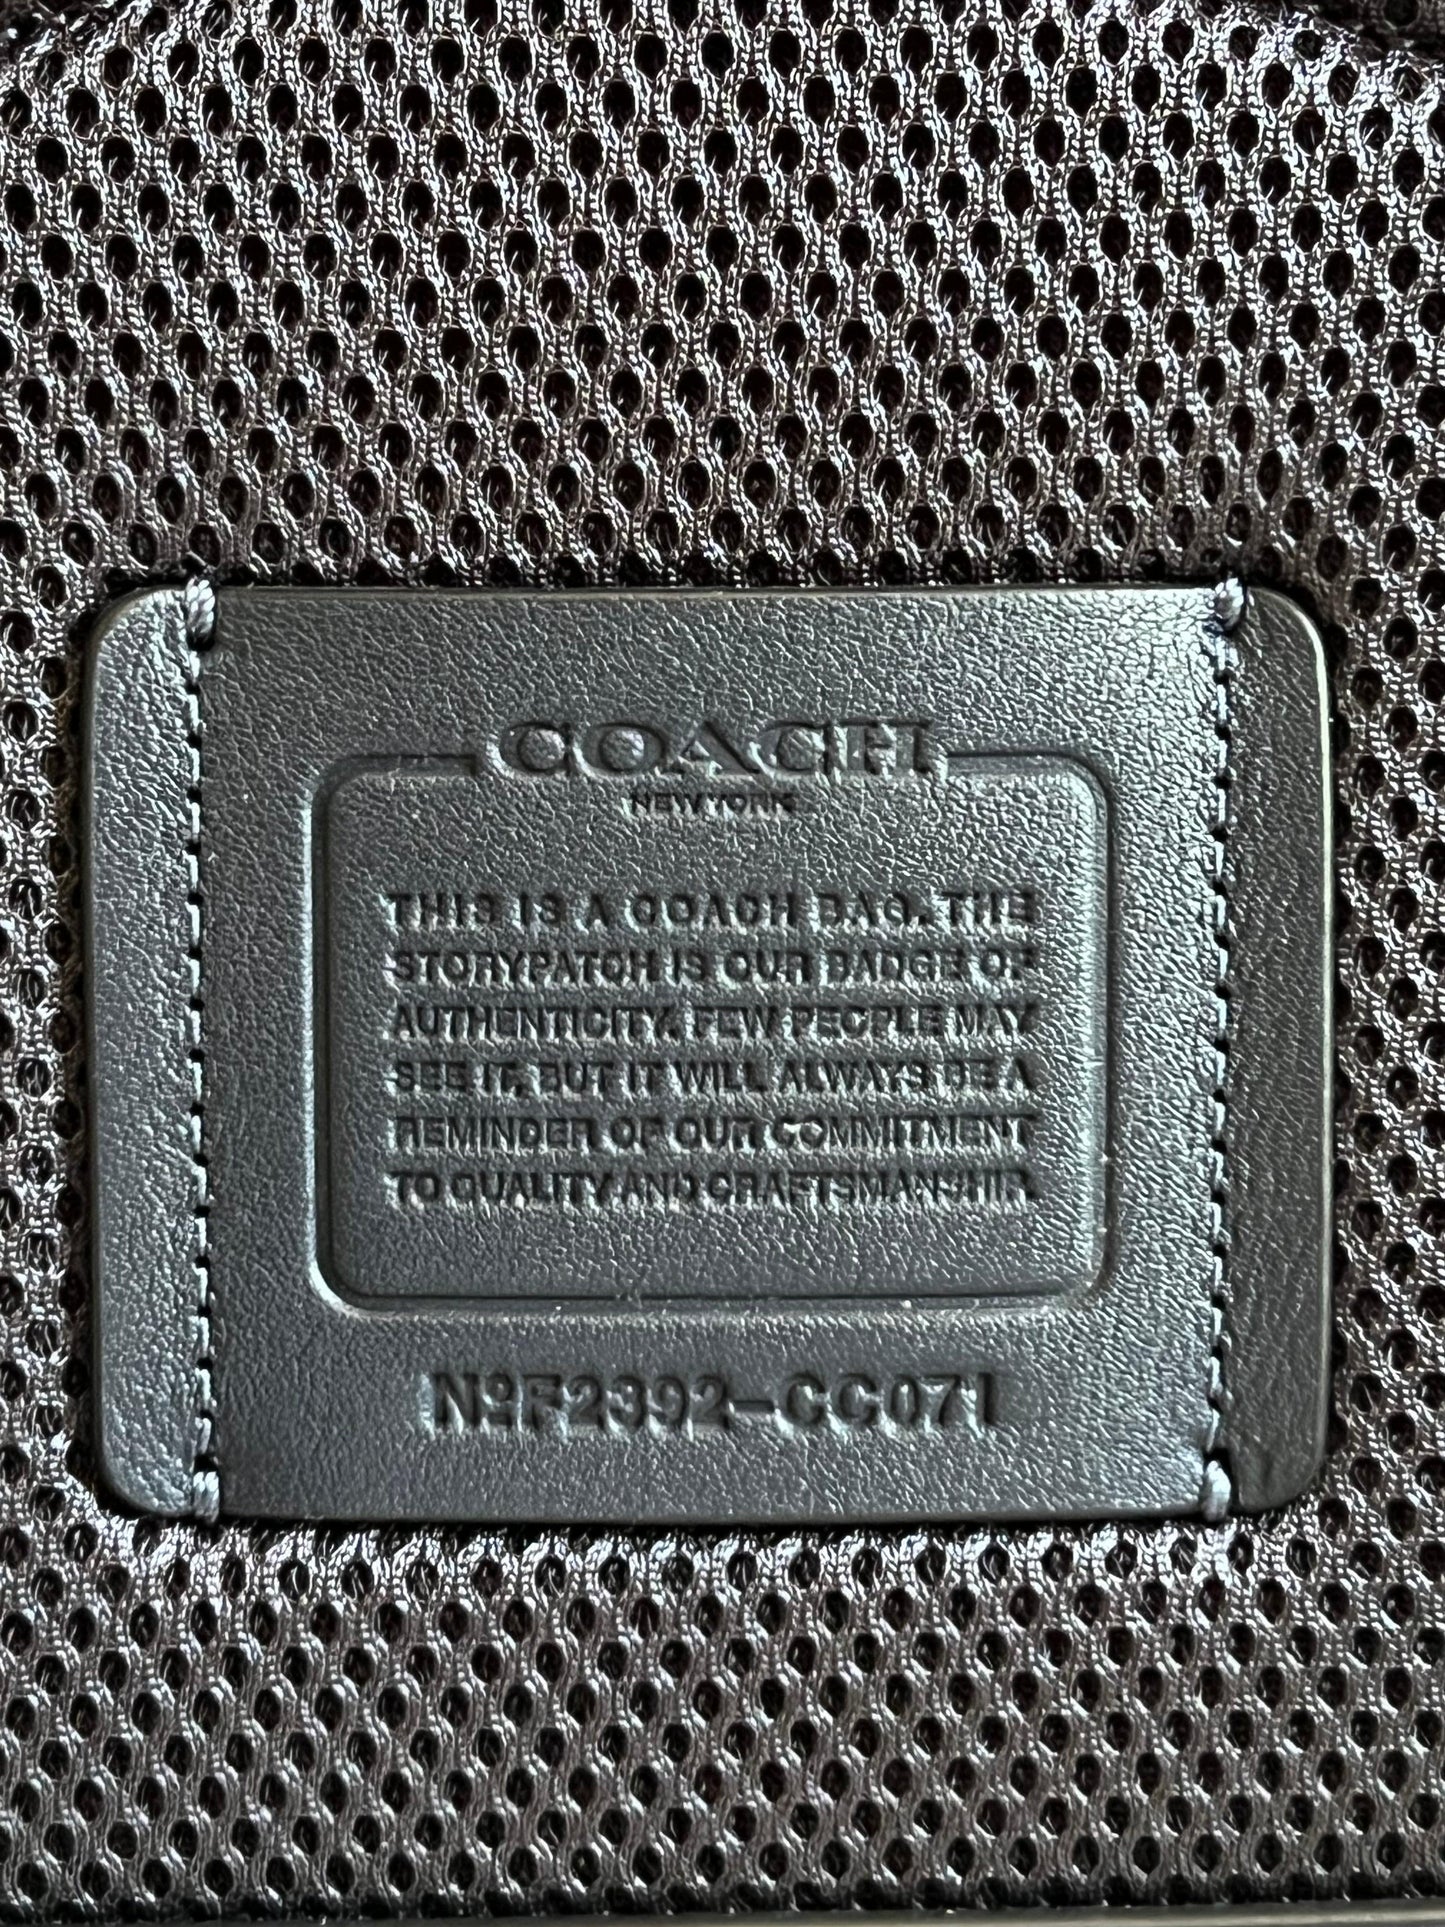 COACH
NEW YORK
THIS IS A COACH BAG. THE
STORYPATCH IS OUR BADGE OF
AUTHENTICITY. FEW PEOPLE MAY
SEE IT, BUT IT WILL ALWAYS BE A
REMINDER OF OUR COMMITMENT
TO QUALITY AND CRAFTSMANSHIP.
NºF2392-CC071